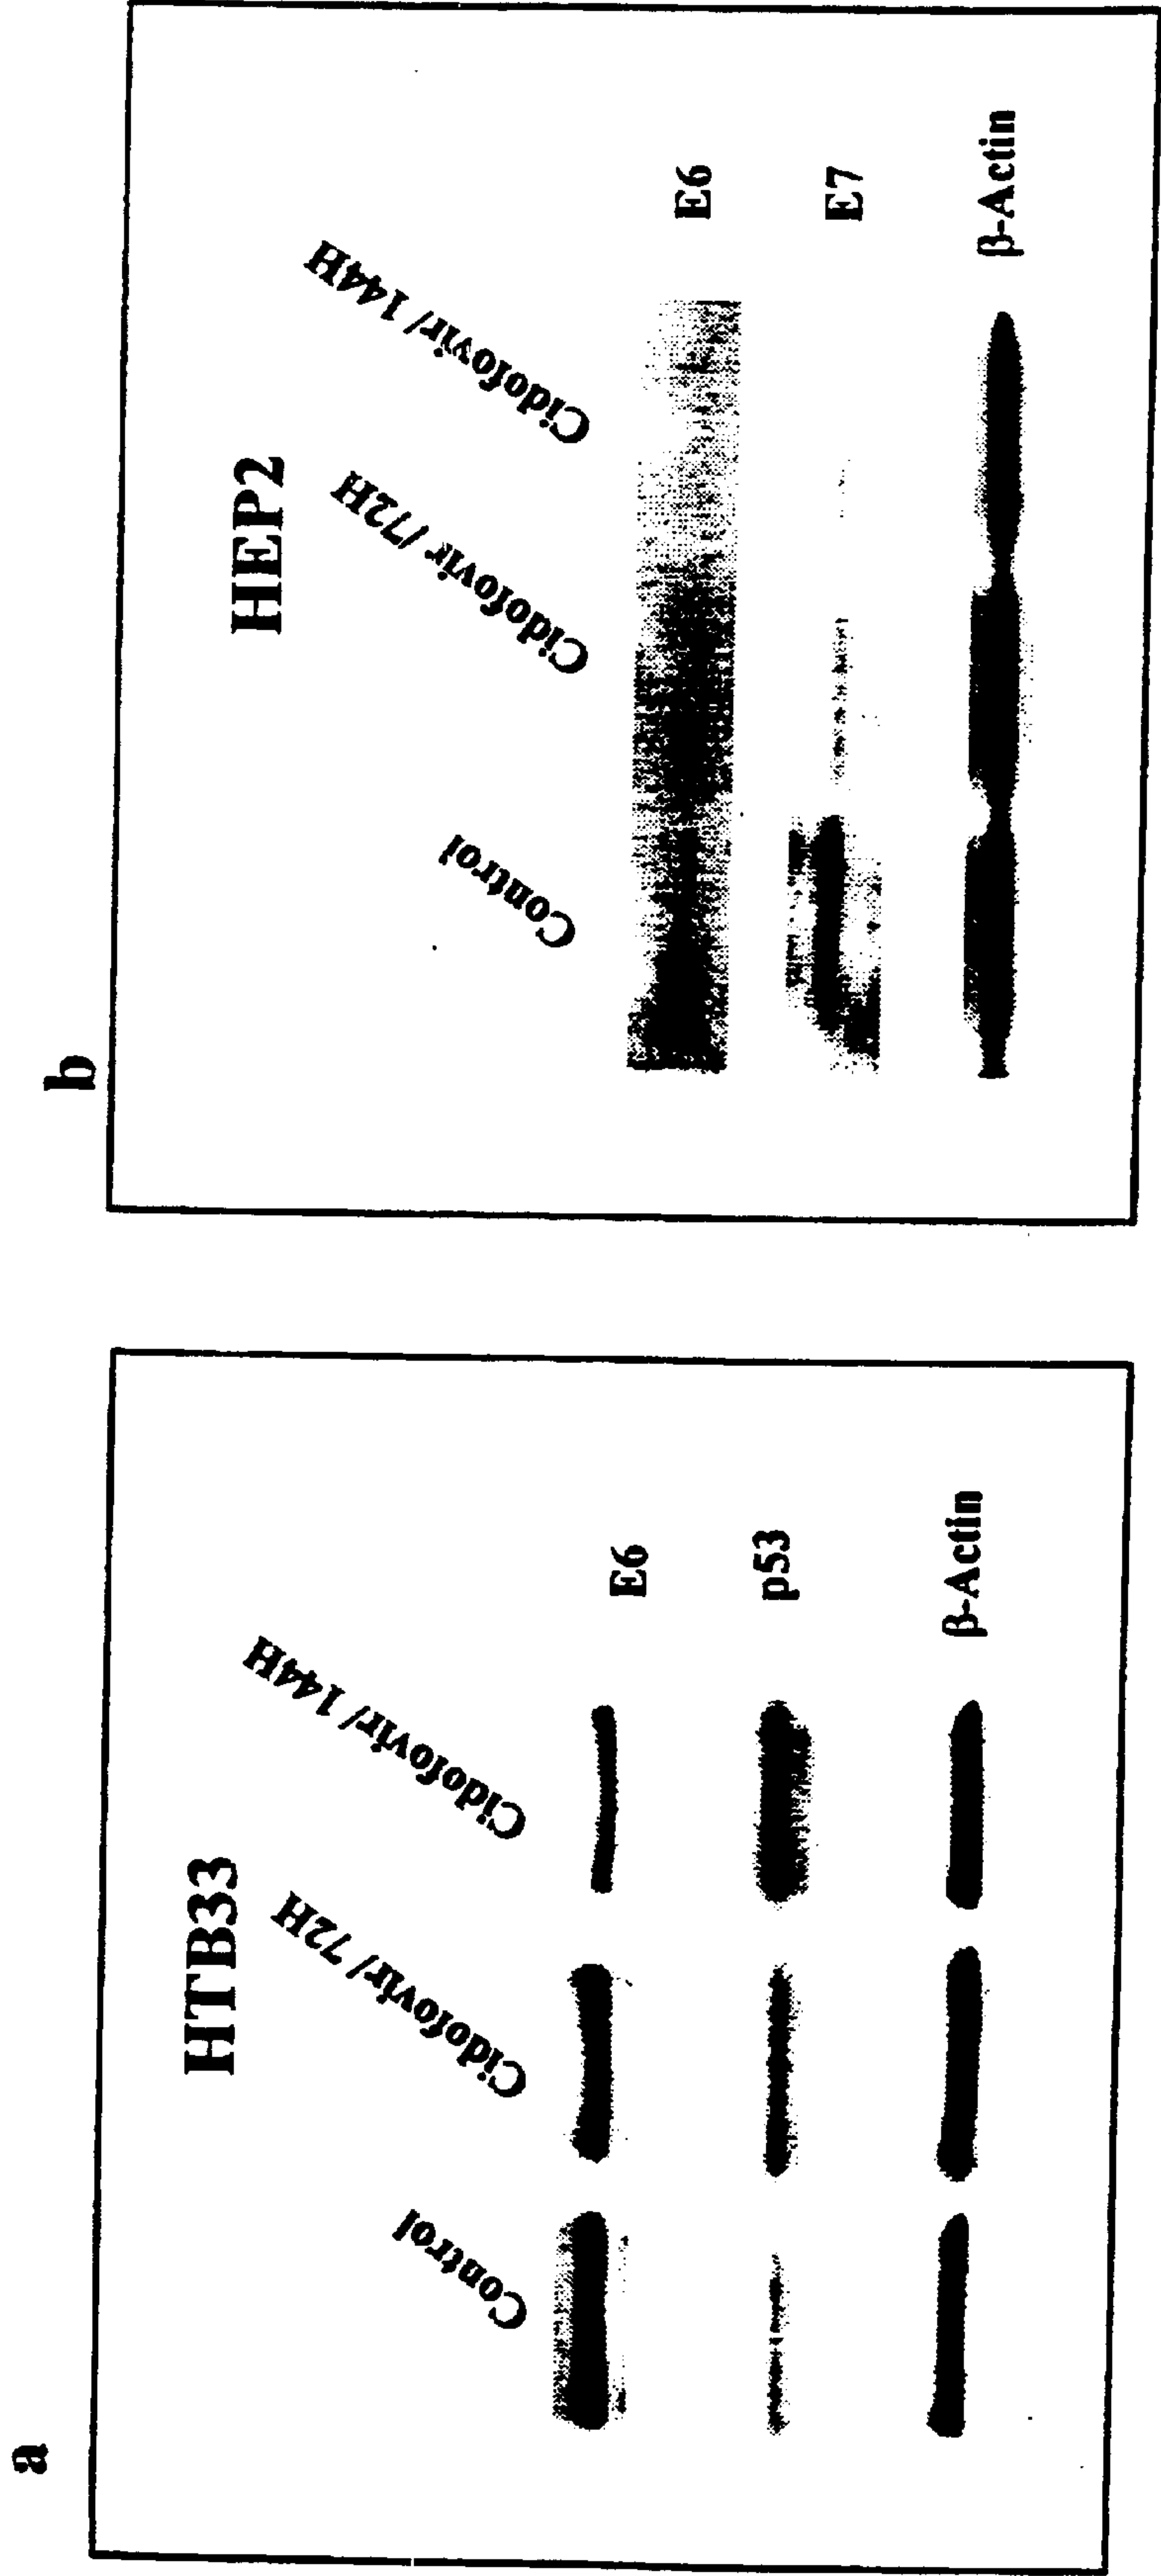 a
HTB33
Control
Cidofovir/ 72H
Cidofovir/ 144H
E6
p53
β-Actin
b
HEP2
Control
Cidofovir /72H
Cidofovir/ 144H
E6
E7
β-Actin